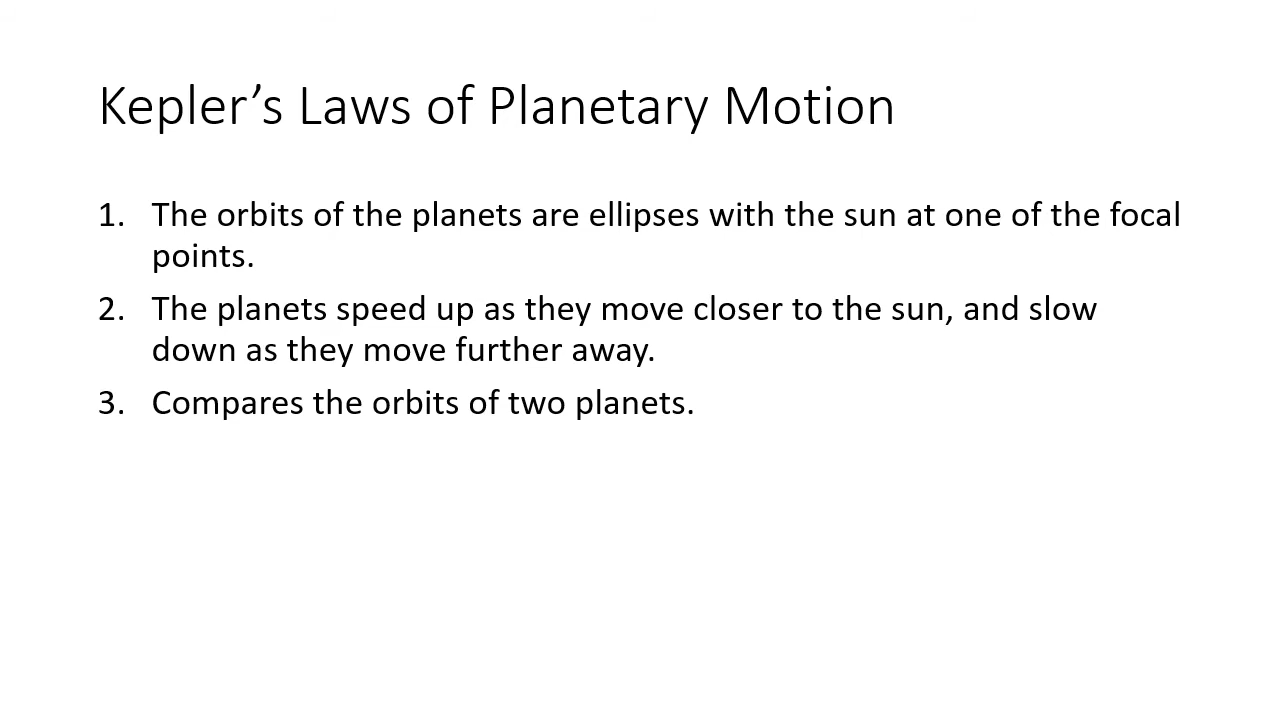 Kepler’s Laws of Planetary Motion
1. The orbits of the planets are ellipses with the sun at one of the focal
points.
2. The planets speed up as they move closer to the sun, and slow
down as they move further away.
3. Compares the orbits of two planets.